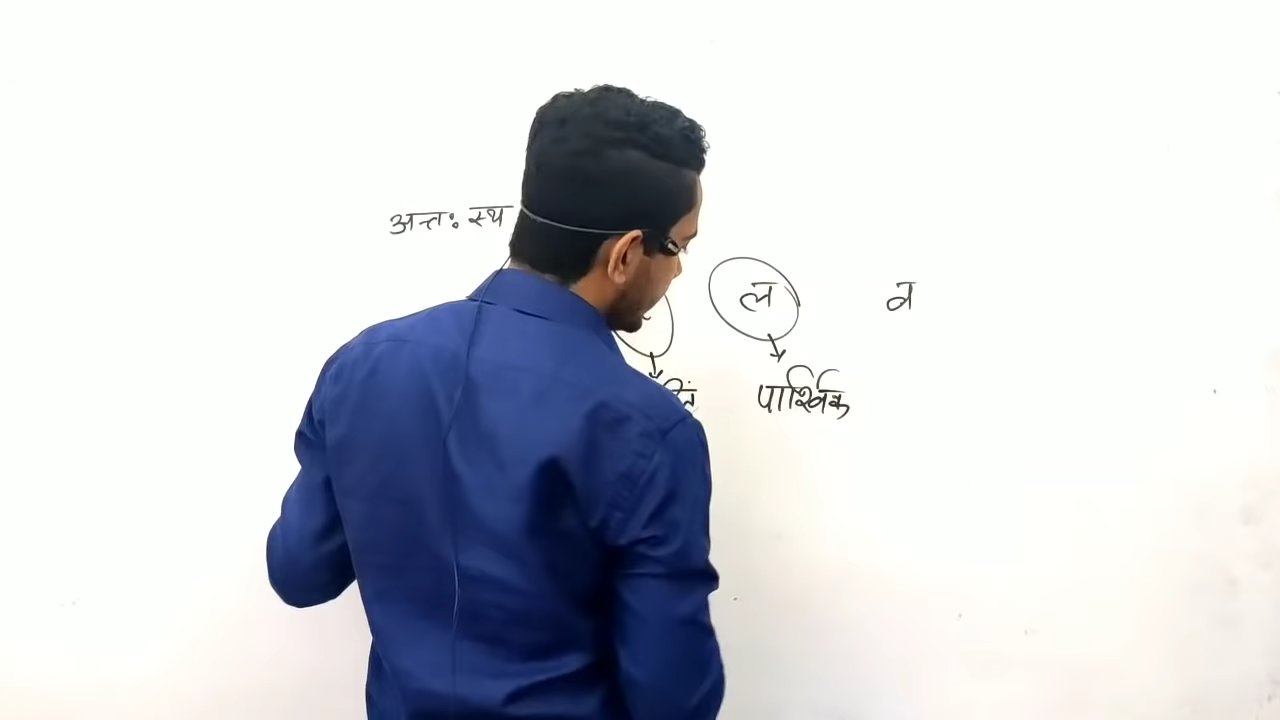 अन्तः स्थ
ल व
पार्श्विक